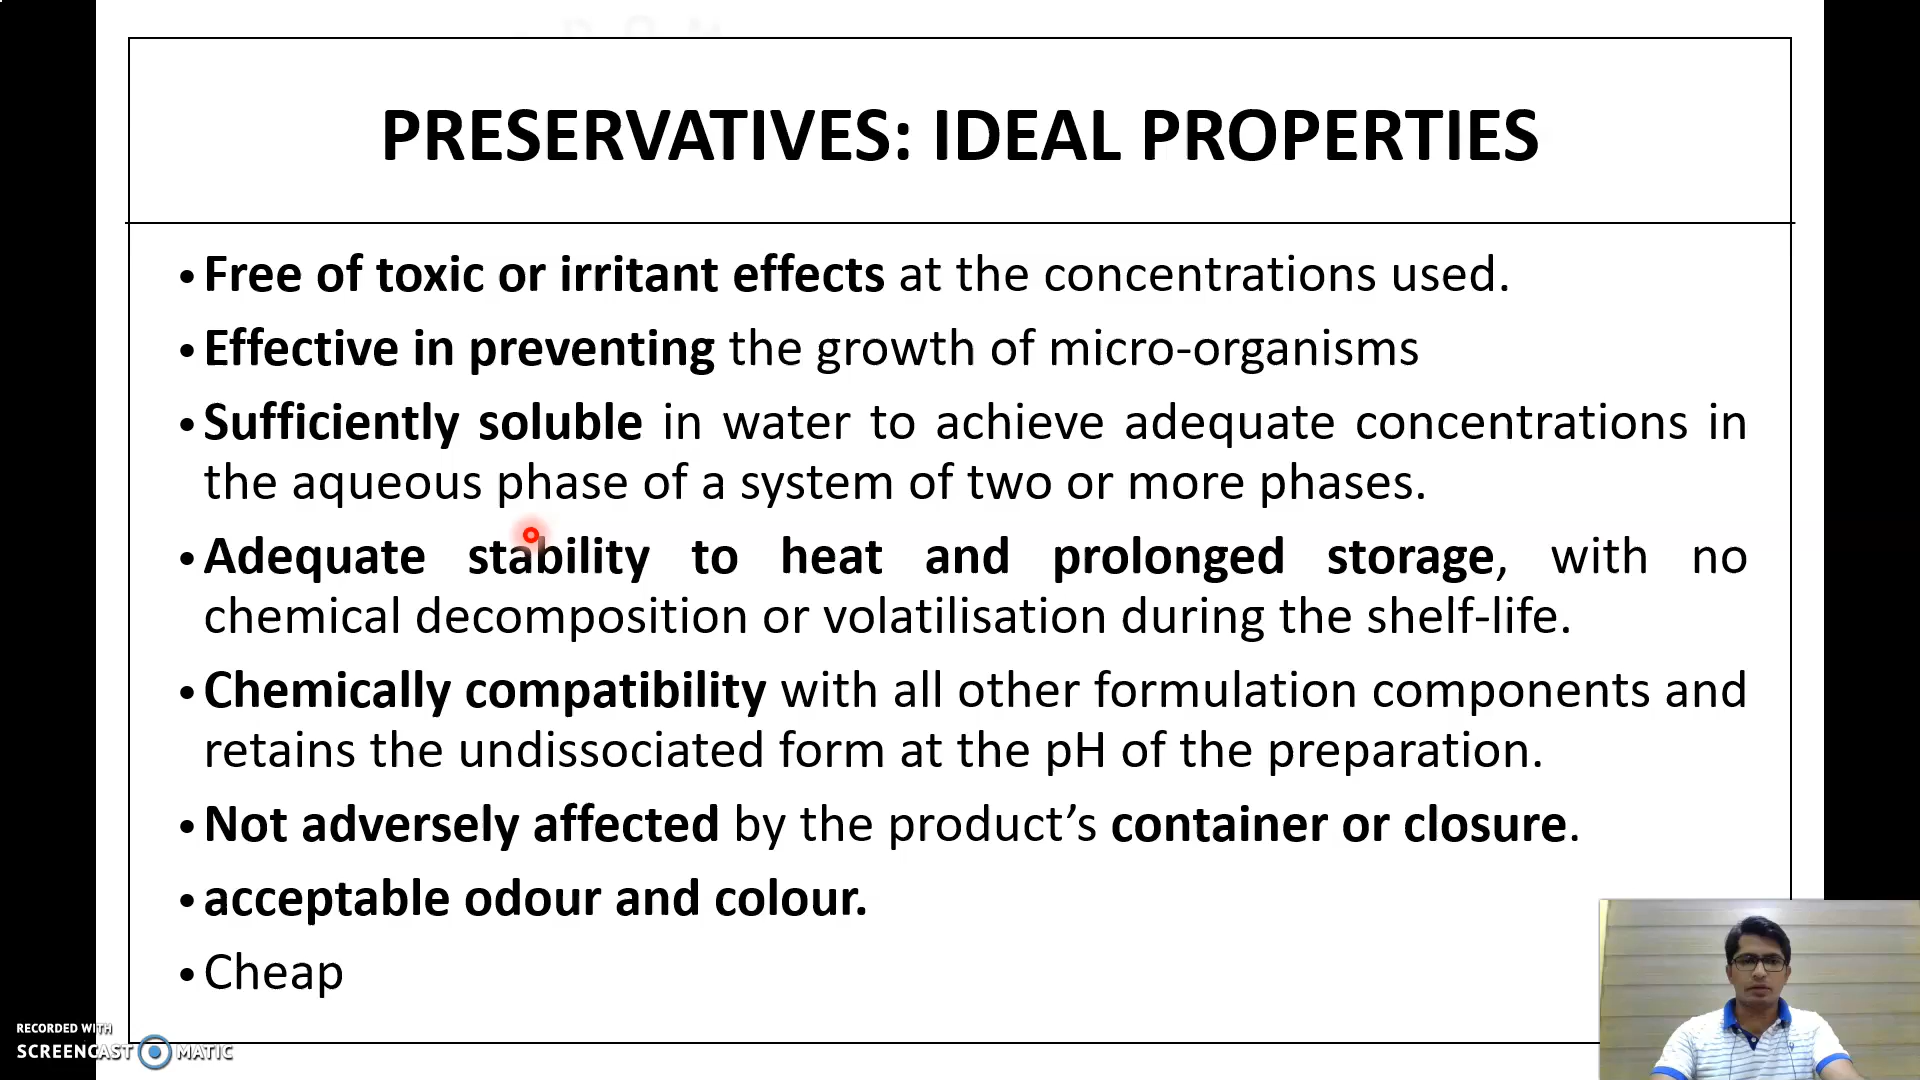 PRESERVATIVES: IDEAL PROPERTIES
• Free of toxic or irritant effects at the concentrations used.
• Effective in preventing the growth of micro-organisms
• Sufficiently soluble in water to achieve adequate concentrations in
the aqueous phase of a system of two or more phases.
• Adequate stability to heat and prolonged storage, with no
chemical decomposition or volatilisation during the shelf-life.
• Chemically compatibility with all other formulation components and
retains the undissociated form at the pH of the preparation.
• Not adversely affected by the product’s container or closure.
• acceptable odour and colour.
• Cheap
RECORDED WITH
SCREENCAST MATIC